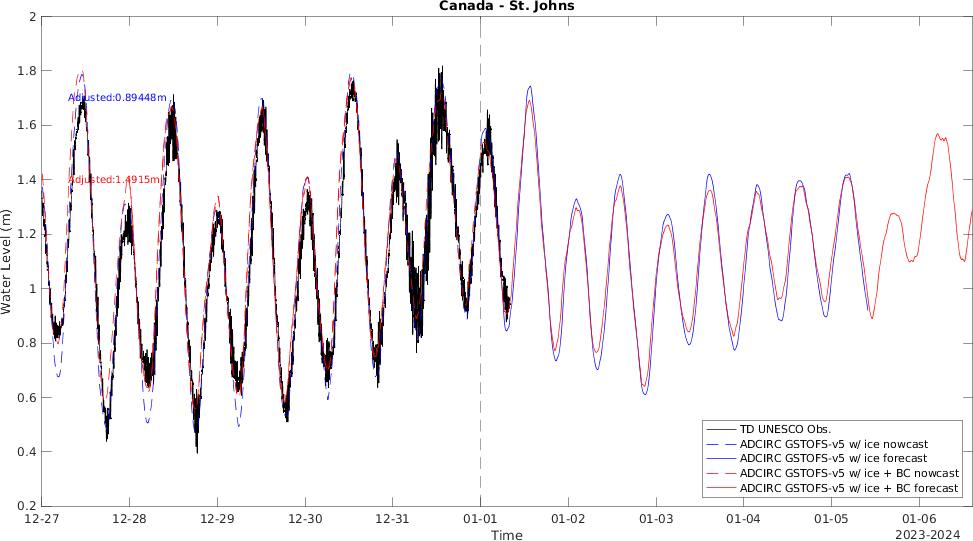 Canada - St. Johns
2
1.8
1.6
1.4
1.2
1
0.8
0.6
0.4
0.2
Water Level (m)
Adjusted:0.89448m
Adjusted:1.4915m
TD UNESCO Obs.
ADCIRC GSTOFS-v5 w/ ice nowcast
ADCIRC GSTOFS-v5 w/ ice forecast
ADCIRC GSTOFS-v5 w/ ice + BC nowcast
ADCIRC GSTOFS-v5 w/ ice + BC forecast
12-27 12-28 12-29 12-30 12-31 01-01 01-02 01-03 01-04 01-05 01-06
Time
2023-2024